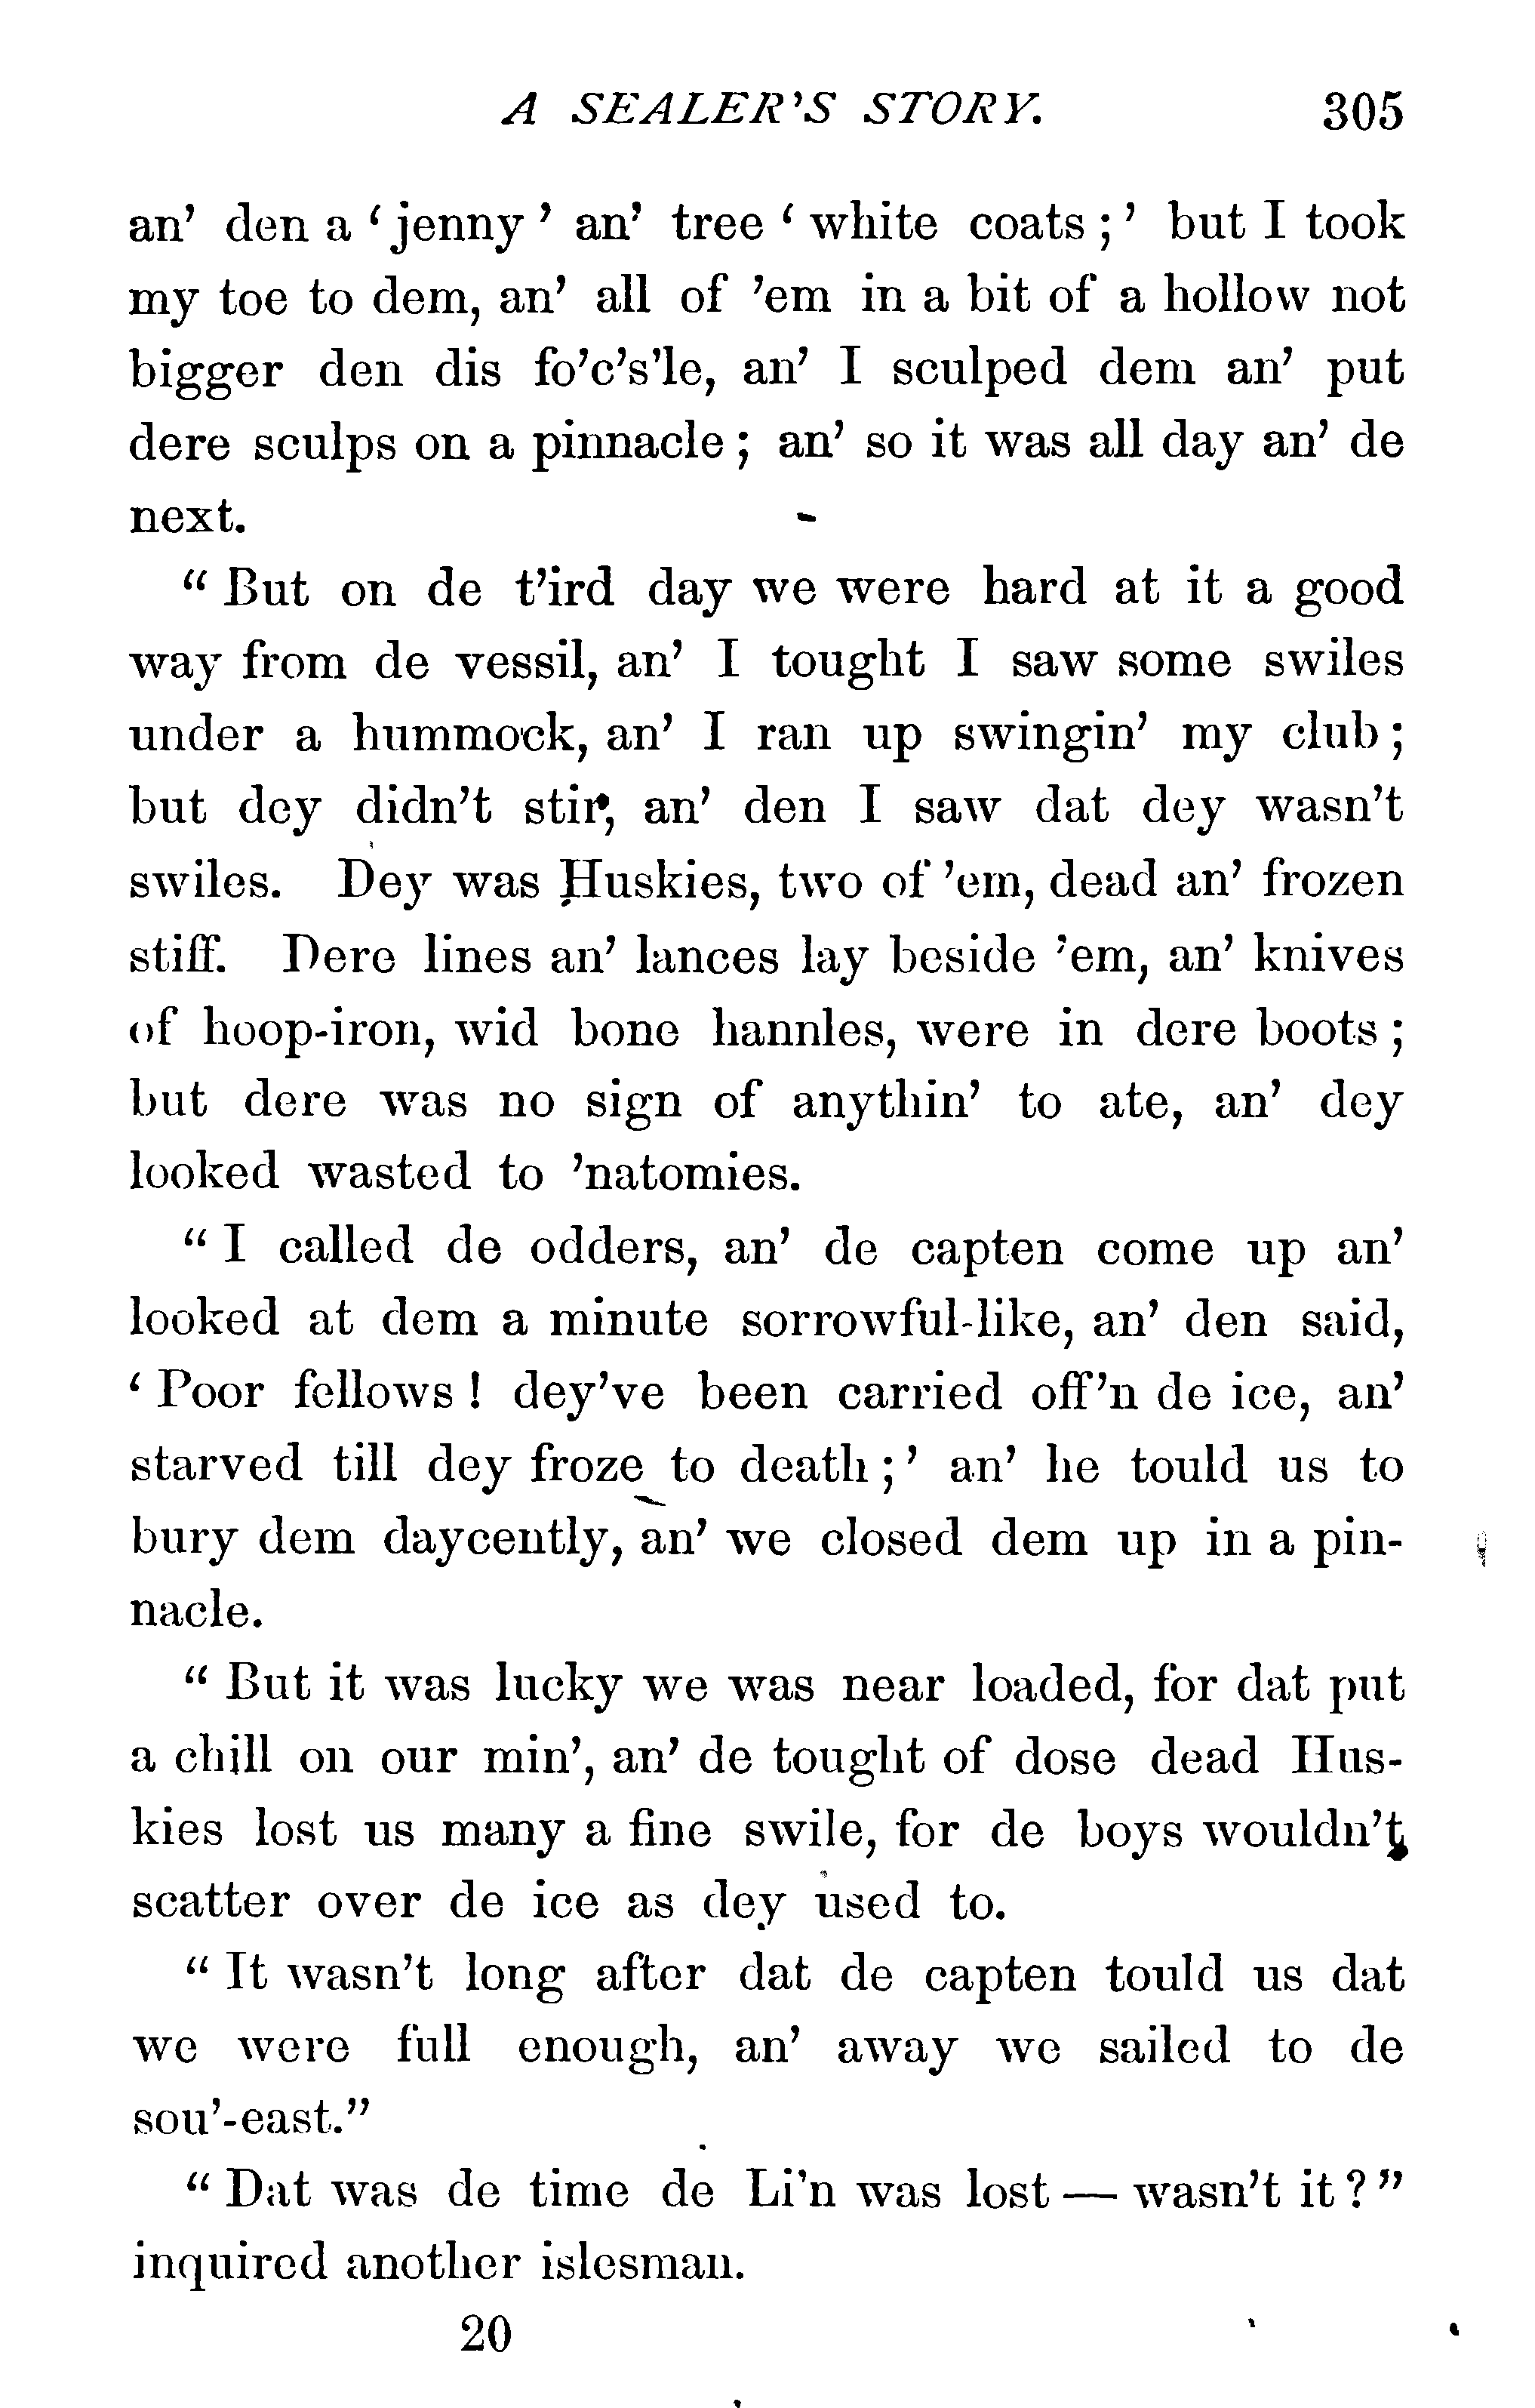 A SEALER'S STORY. 305
an' den a 'jenny' an' tree 'white coats;' but I took
my toe to dem, an' all of 'em in a bit of a hollow not
bigger den dis fo'c's'le, an' I sculped dem an' put
dere sculps on a pinnacle; an' so it was all day an' de
next.
"But on de t'ird day we were hard at it a good
way from de vessil, an' I tought I saw some swiles
under a hummock, an' I ran up swingin' my club;
but dey didn't stir, an' den I saw dat dey wasn't
swiles. Dey was Huskies, two of 'em, dead an' frozen
stiff. Dere lines an' lances lay beside 'em, an' knives
of hoop-iron, wid bone hannles, were in dere boots;
but dere was no sign of anythin' to ate, an' dey
looked wasted to 'natomies.
"I called de odders, an' de capten come up an'
looked at dem a minute sorrowful-like, an' den said,
'Poor fellows! dey've been carried off'n de ice, an'
starved till dey froze to death;' an' he tould us to
bury dem daycently, an' we closed dem up in a pin-
nacle.
"But it was lucky we was near loaded, for dat put
a chill on our min', an' de tought of dose dead Hus-
kies lost us many a fine swile, for de boys wouldn't
scatter over de ice as dey used to.
"It wasn't long after dat de capten tould us dat
we were full enough, an' away we sailed to de
sou'-east."
"Dat was de time de Li'n was lost — wasn't it?"
inquired another islesman.
20